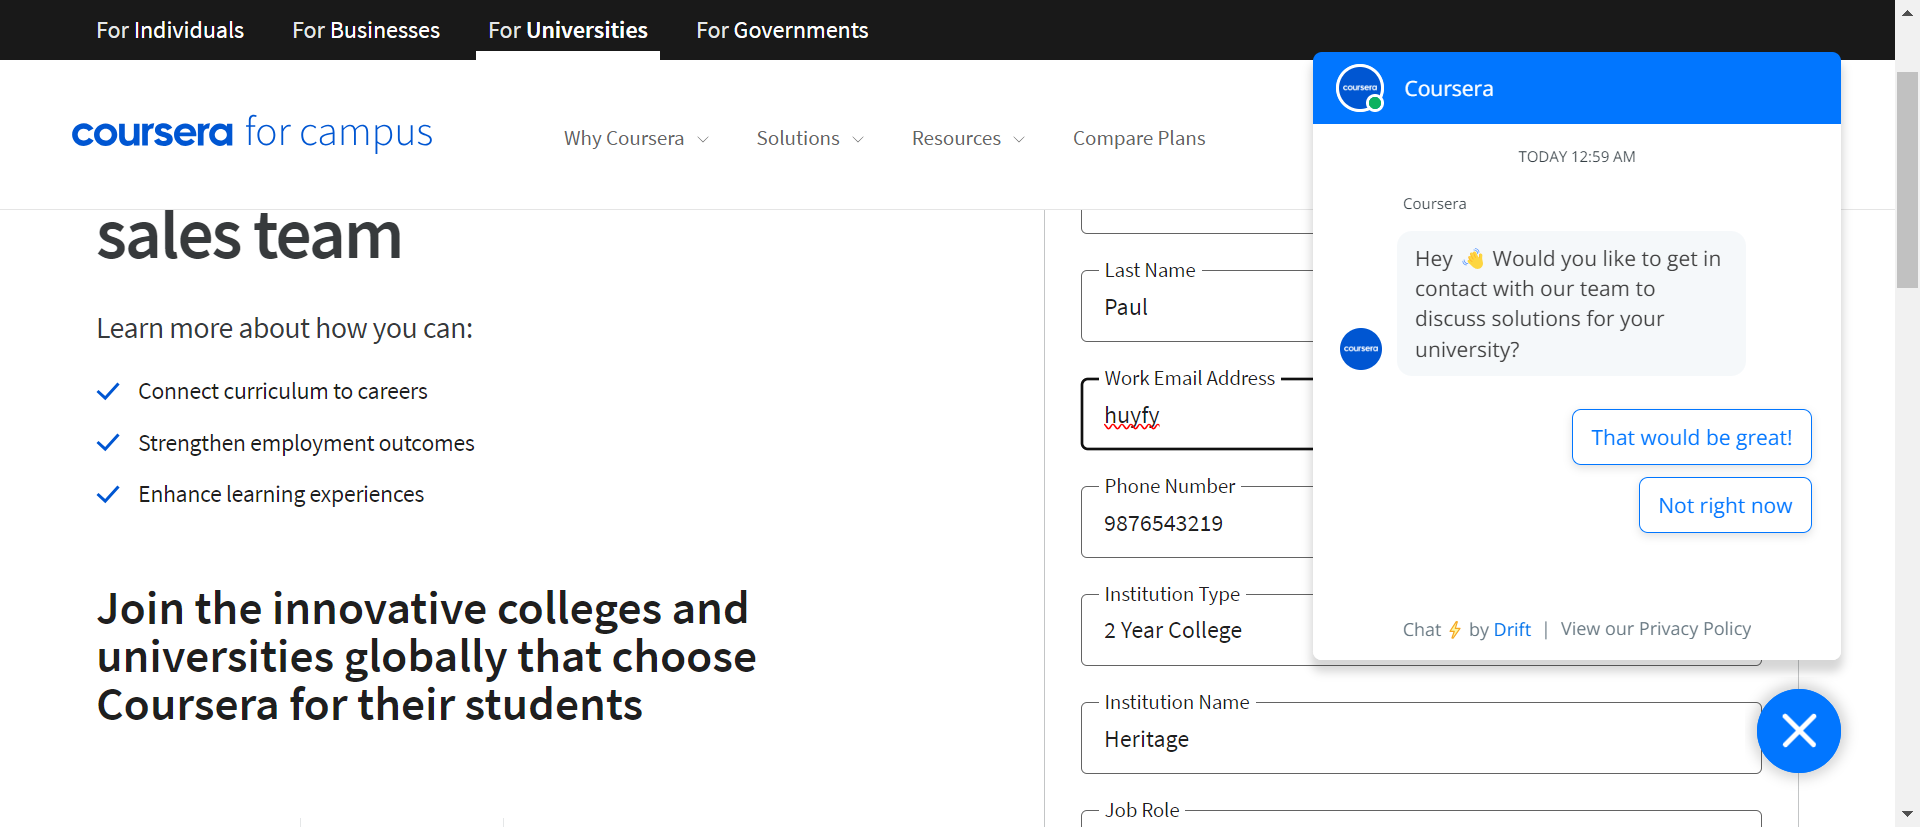 For Individuals For Businesses For Universities For Governments
coursera for campus Why Coursera Solutions Resources Compare Plans
sales team
Learn more about how you can:
Connect curriculum to careers
Strengthen employment outcomes
Enhance learning experiences
Join the innovative colleges and
universities globally that choose
Coursera for their students
Last Name
Paul
Work Email Address
huyfy
Phone Number
9876543219
Institution Type
2 Year College
Institution Name
Heritage
Job Role
coursera Coursera
TODAY 12:59 AM
Coursera
Hey 👋 Would you like to get in
contact with our team to
discuss solutions for your
university?
coursera
That would be great!
Not right now
Chat ⚡ by Drift | View our Privacy Policy